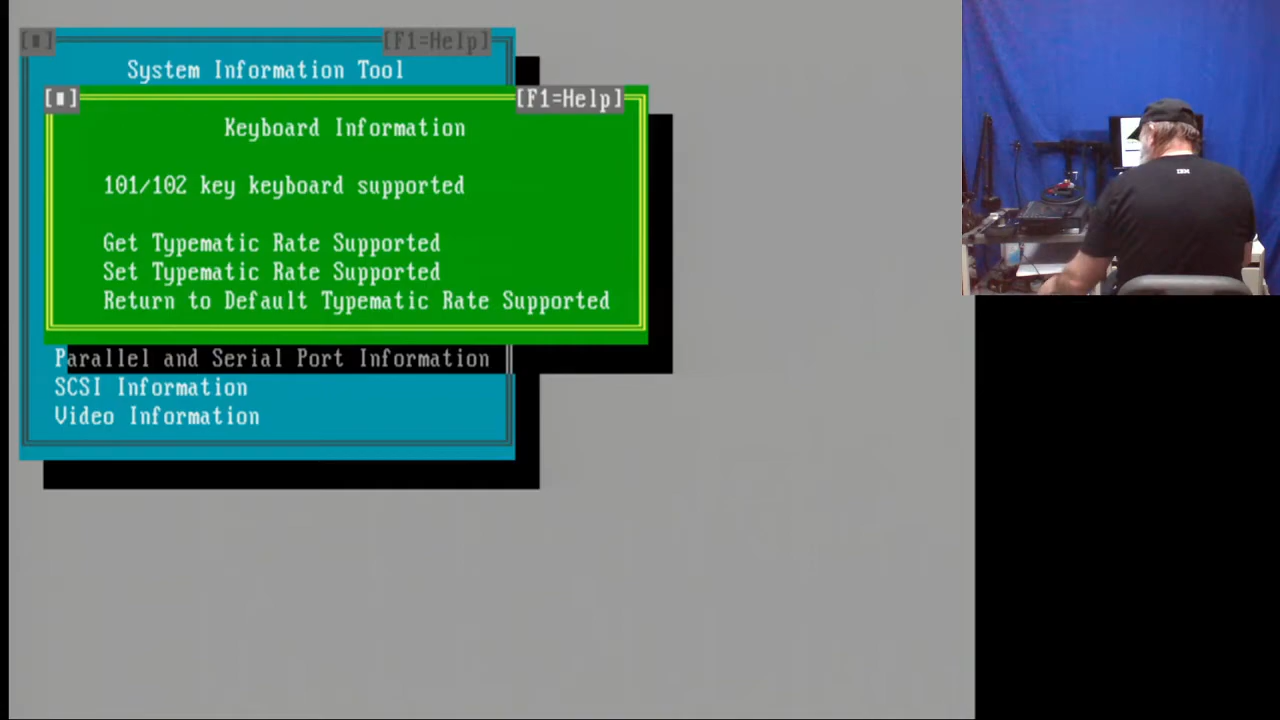 [■] [F1=Help]
System Information Tool
[■] [F1=Help]
Keyboard Information
101/102 key keyboard supported
Get Typematic Rate Supported
Set Typematic Rate Supported
Return to Default Typematic Rate Supported
Parallel and Serial Port Information
SCSI Information
Video Information
IBM